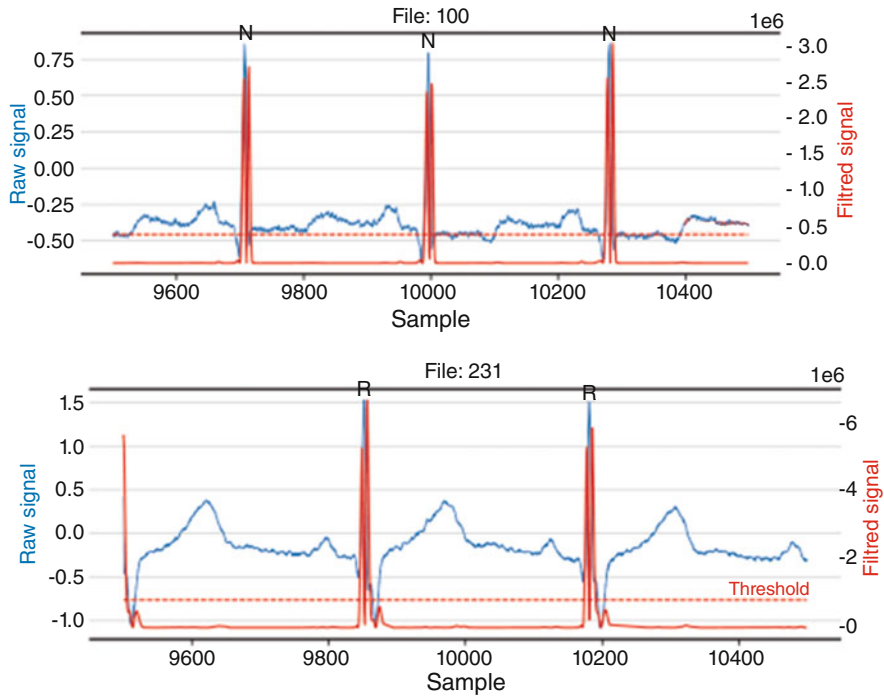 File: 100
1e6
N N N
Raw signal
0.75
0.50
0.25
0.00
-0.25
-0.50
- 3.0
- 2.5
- 2.0
- 1.5
- 1.0
- 0.5
- 0.0
Filtred signal
9600 9800 10000 10200 10400
Sample
File: 231
1e6
R R
Raw signal
1.5
1.0
0.5
0.0
-0.5
-1.0
-6
-4
-2
-0
Filtred signal
Threshold
9600 9800 10000 10200 10400
Sample